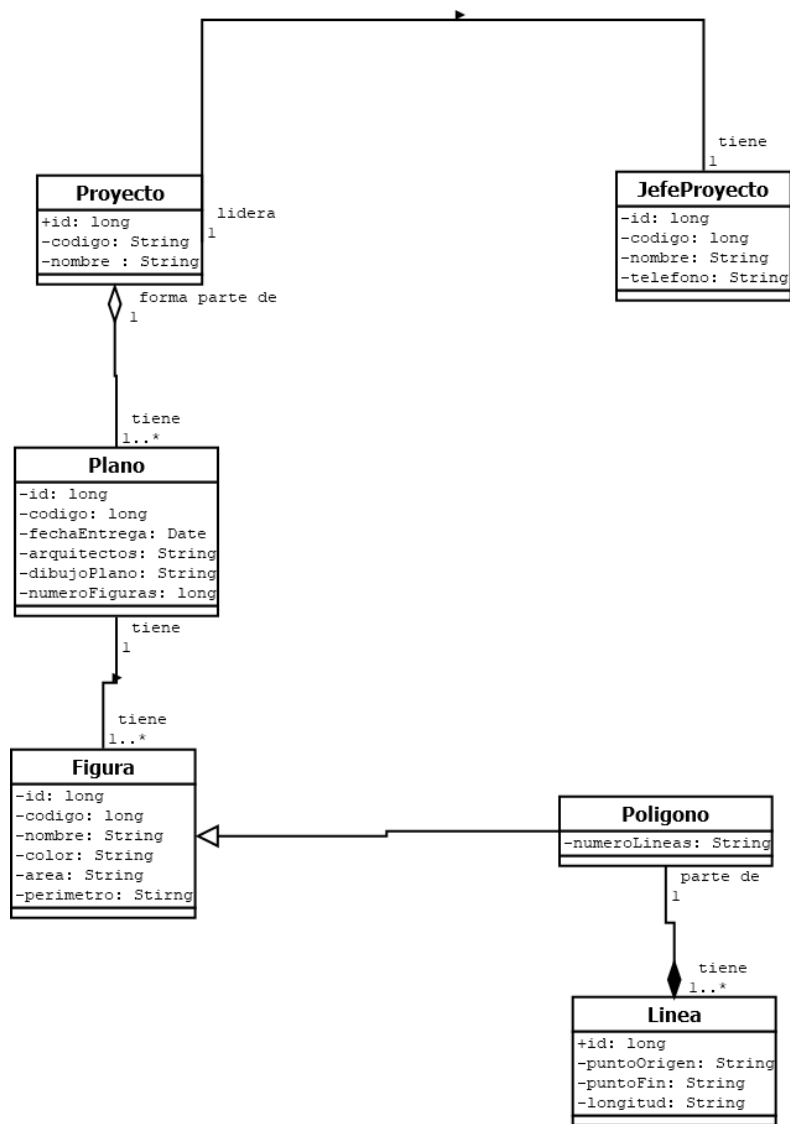 tiene
1
Proyecto
+id: long
-codigo: String
-nombre : String
lidera
1
JefeProyecto
-id: long
-codigo: long
-nombre: String
-telefono: String
forma parte de
1
tiene
1..*
Plano
-id: long
-codigo: long
-fechaEntrega: Date
-arquitectos: String
-dibujoPlano: String
-numeroFiguras: long
tiene
1
tiene
1..*
Figura
-id: long
-codigo: long
-nombre: String
-color: String
-area: String
-perimetro: Stirng
Poligono
-numeroLineas: String
parte de
1
tiene
1..*
Linea
+id: long
-puntoOrigen: String
-puntoFin: String
-longitud: String